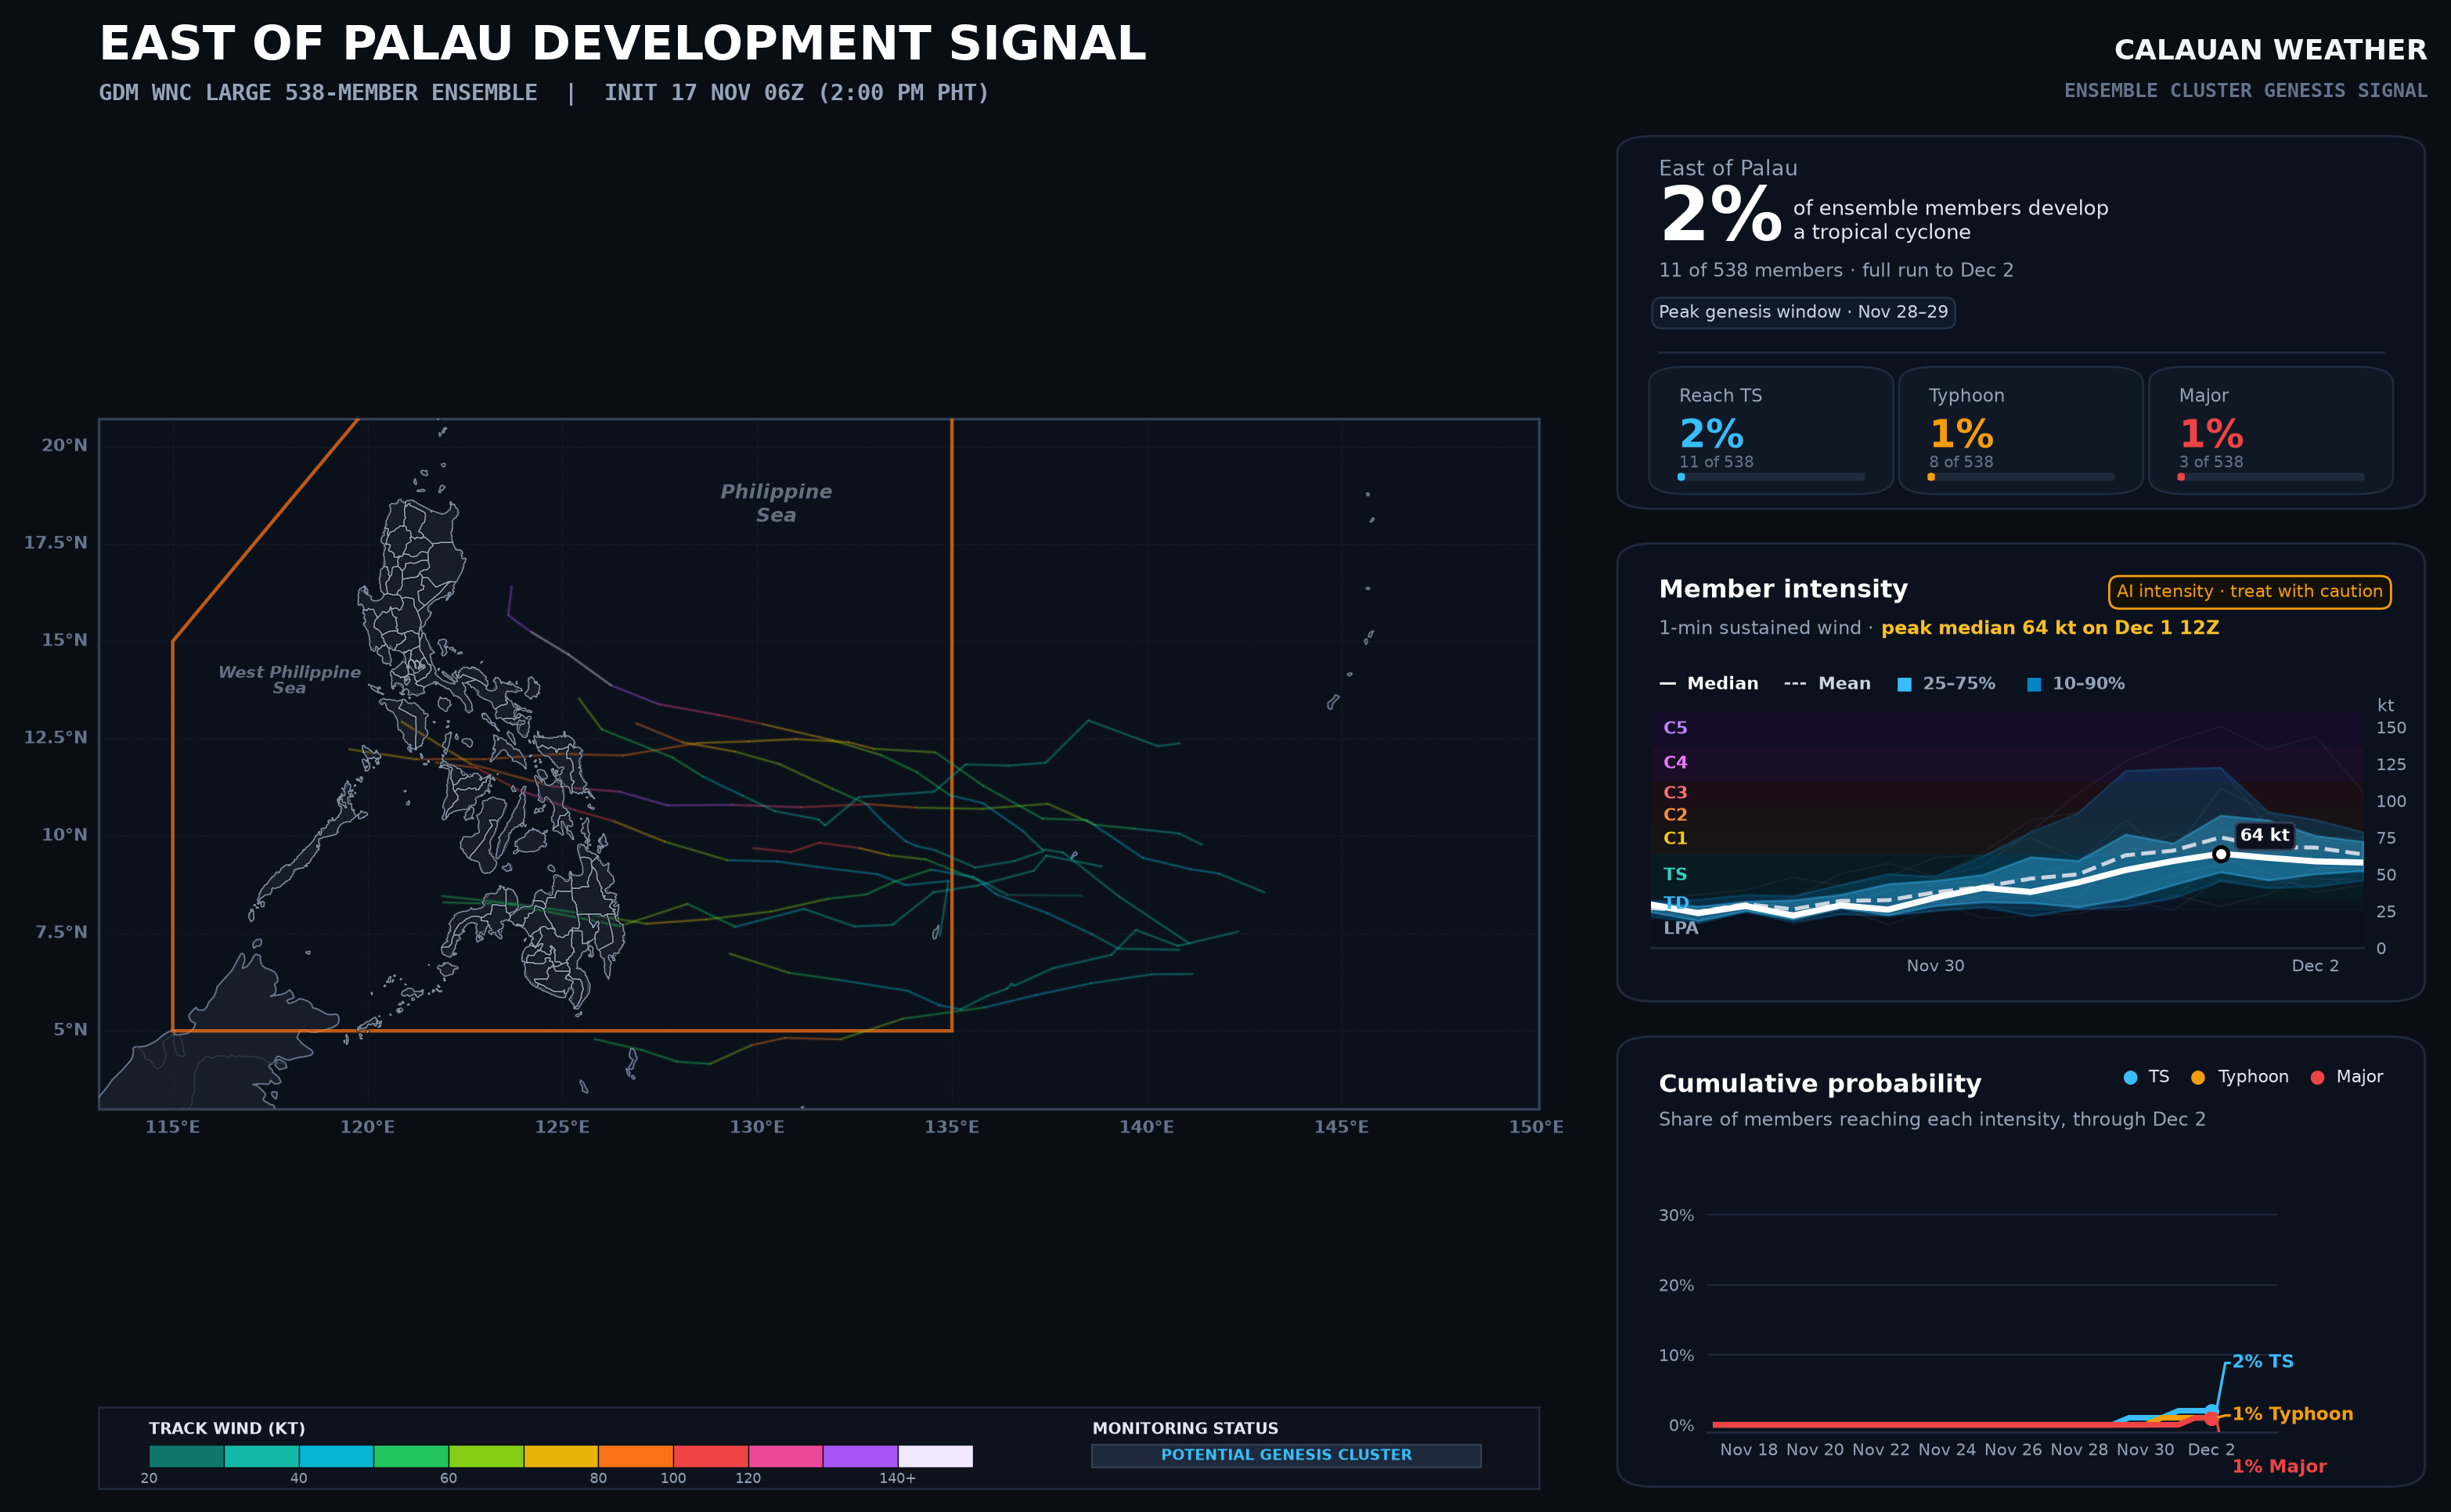 EAST OF PALAU DEVELOPMENT SIGNAL
GDM WNC LARGE 538-MEMBER ENSEMBLE | INIT 17 NOV 06Z (2:00 PM PHT)
CALAUAN WEATHER
ENSEMBLE CLUSTER GENESIS SIGNAL
20°N
17.5°N
15°N
12.5°N
10°N
7.5°N
5°N
Philippine
Sea
West Philippine
Sea
115°E 120°E 125°E 130°E 135°E 140°E 145°E 150°E
TRACK WIND (KT)
20 40 60 80 100 120 140+
MONITORING STATUS
POTENTIAL GENESIS CLUSTER
East of Palau
2% of ensemble members develop
a tropical cyclone
11 of 538 members · full run to Dec 2
Peak genesis window · Nov 28–29
Reach TS
2%
11 of 538
Typhoon
1%
8 of 538
Major
1%
3 of 538
Member intensity
AI intensity · treat with caution
1-min sustained wind · peak median 64 kt on Dec 1 12Z
Median Mean 25–75% 10–90%
kt
C5
C4
C3
C2
C1
TS
TD
LPA
150
125
100
75
50
25
0
64 kt
Nov 30 Dec 2
Cumulative probability
TS Typhoon Major
Share of members reaching each intensity, through Dec 2
30%
20%
10%
0%
2% TS
1% Typhoon
1% Major
Nov 18 Nov 20 Nov 22 Nov 24 Nov 26 Nov 28 Nov 30 Dec 2